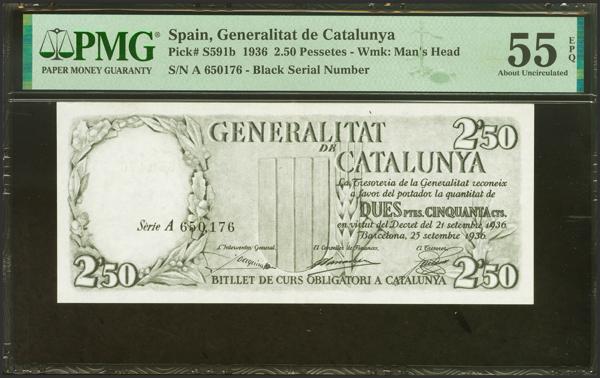 PMG
PAPER MONEY GUARANTY
Spain, Generalitat de Catalunya
Pick# S591b 1936 2.50 Pessetes - Wmk: Man's Head
S/N A 650176 - Black Serial Number
55 EPQ
About Uncirculated
GENERALITAT
DE
CATALUNYA
2'50
La Tresoreria de la Generalitat reconeix
a favor del portador la quantitat de
DUES PTES. CINQUANTA CTS.
en virtut del Decret del 21 setembre 1936
Barcelona, 25 setembre 1936
Sèrie A 650,176
L'Interventor General, El Conseller de Finances, El Tresorer,
2'50
2'50
BITLLET DE CURS OBLIGATORI A CATALUNYA